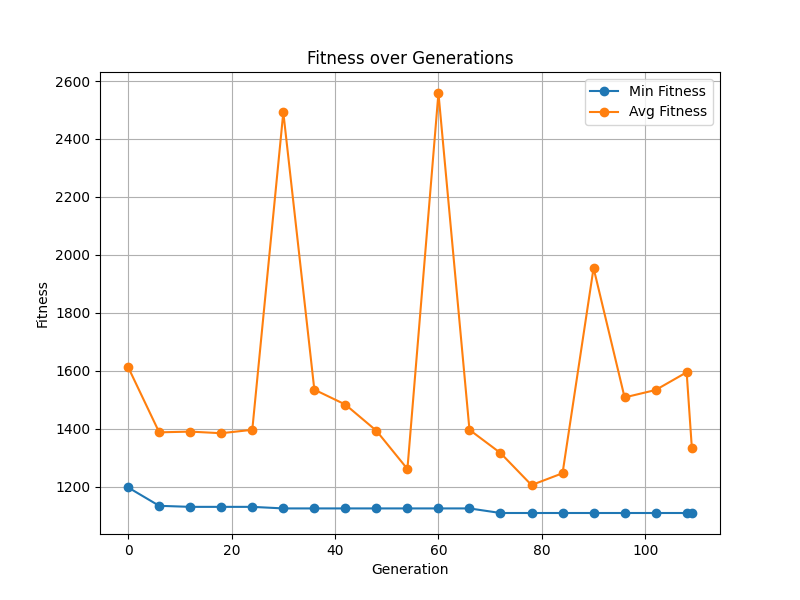 Fitness over Generations
Min Fitness
Avg Fitness
2600
2400
2200
2000
1800
1600
1400
1200
Fitness
0 20 40 60 80 100
Generation